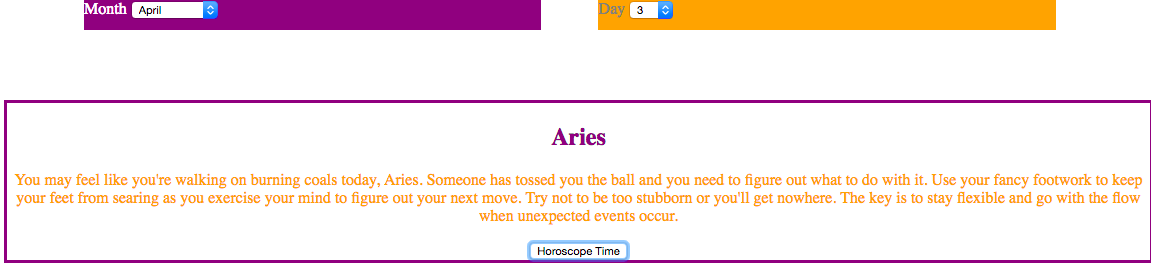 Month April Day 3
Aries
You may feel like you're walking on burning coals today, Aries. Someone has tossed you the ball and you need to figure out what to do with it. Use your fancy footwork to keep
your feet from searing as you exercise your mind to figure out your next move. Try not to be too stubborn or you'll get nowhere. The key is to stay flexible and go with the flow
when unexpected events occur.
Horoscope Time